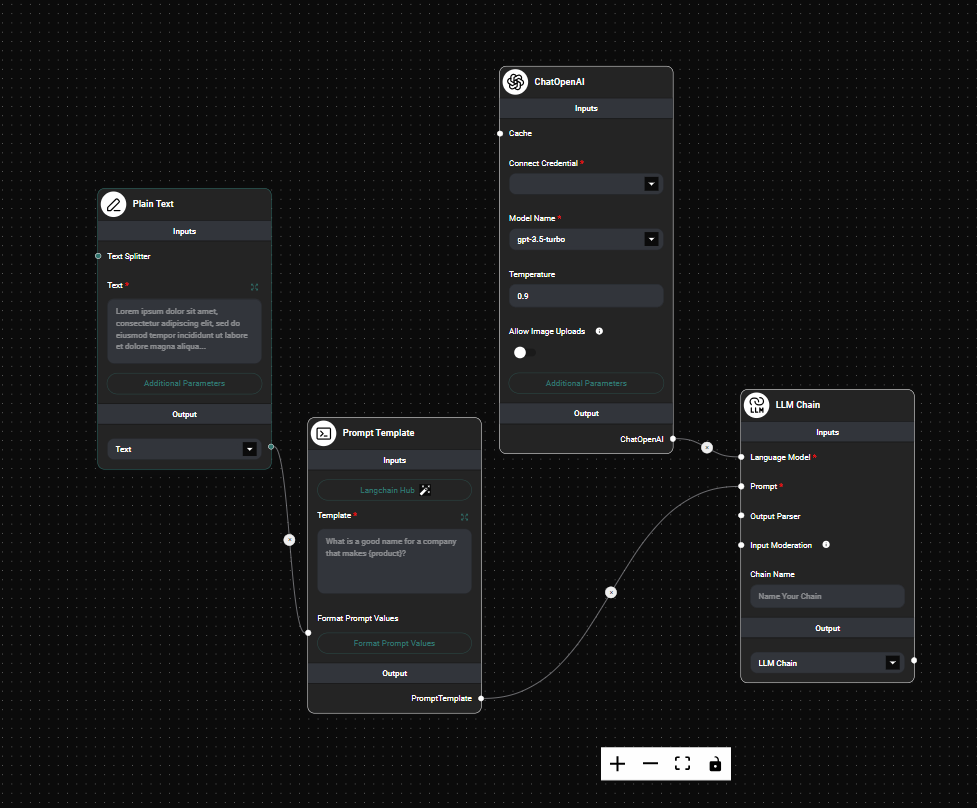 ChatOpenAI
Inputs
Cache
Connect Credential *
Model Name *
gpt-3.5-turbo
Temperature
0.9
Allow Image Uploads
Additional Parameters
Output
ChatOpenAI
Plain Text
Inputs
Text Splitter
Text *
Lorem ipsum dolor sit amet,
consectetur adipiscing elit, sed do
eiusmod tempor incididunt ut labore
et dolore magna aliqua...
Additional Parameters
Output
Text
Prompt Template
Inputs
Langchain Hub
Template *
What is a good name for a company
that makes {product}?
Format Prompt Values
Format Prompt Values
Output
PromptTemplate
LLM
LLM Chain
Inputs
Language Model *
Prompt *
Output Parser
Input Moderation
Chain Name
Name Your Chain
Output
LLM Chain